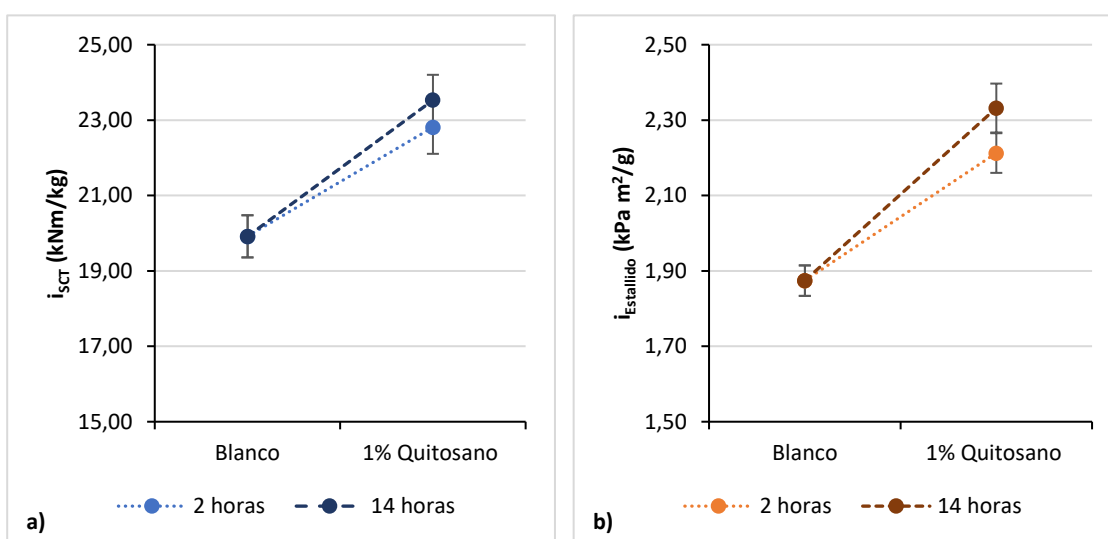 25,00
23,00
21,00
19,00
17,00
15,00
i_SCT (kNm/kg)
Blanco
1% Quitosano
2 horas
14 horas
a)
2,50
2,30
2,10
1,90
1,70
1,50
i_Estallido (kPa m²/g)
Blanco
1% Quitosano
2 horas
14 horas
b)